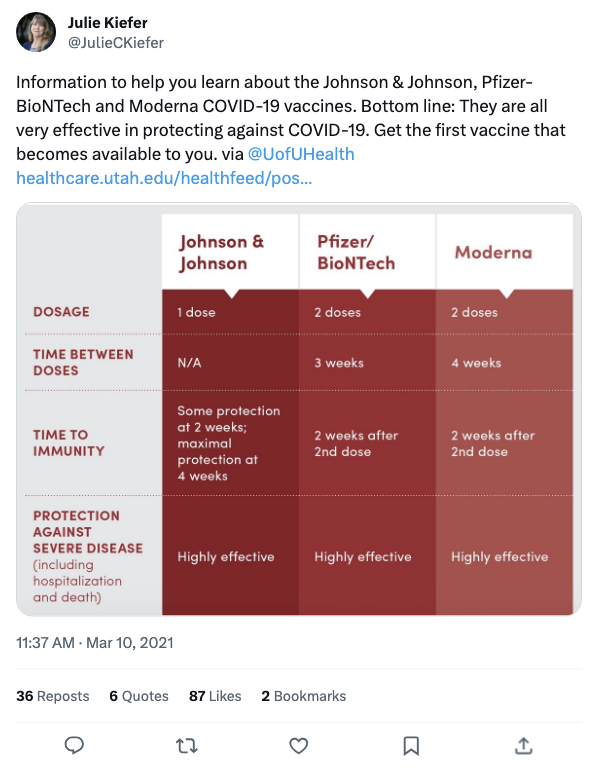 Julie Kiefer
@JulieCKiefer
Information to help you learn about the Johnson & Johnson, Pfizer-
BioNTech and Moderna COVID-19 vaccines. Bottom line: They are all
very effective in protecting against COVID-19. Get the first vaccine that
becomes available to you. via @UofUHealth
healthcare.utah.edu/healthfeed/pos...
Johnson &
Johnson
Pfizer/
BioNTech
Moderna
DOSAGE
1 dose
2 doses
2 doses
TIME BETWEEN
DOSES
N/A
3 weeks
4 weeks
TIME TO
IMMUNITY
Some protection
at 2 weeks;
maximal
protection at
4 weeks
2 weeks after
2nd dose
2 weeks after
2nd dose
PROTECTION
AGAINST
SEVERE DISEASE
(including
hospitalization
and death)
Highly effective
Highly effective
Highly effective
11:37 AM · Mar 10, 2021
36 Reposts 6 Quotes 87 Likes 2 Bookmarks